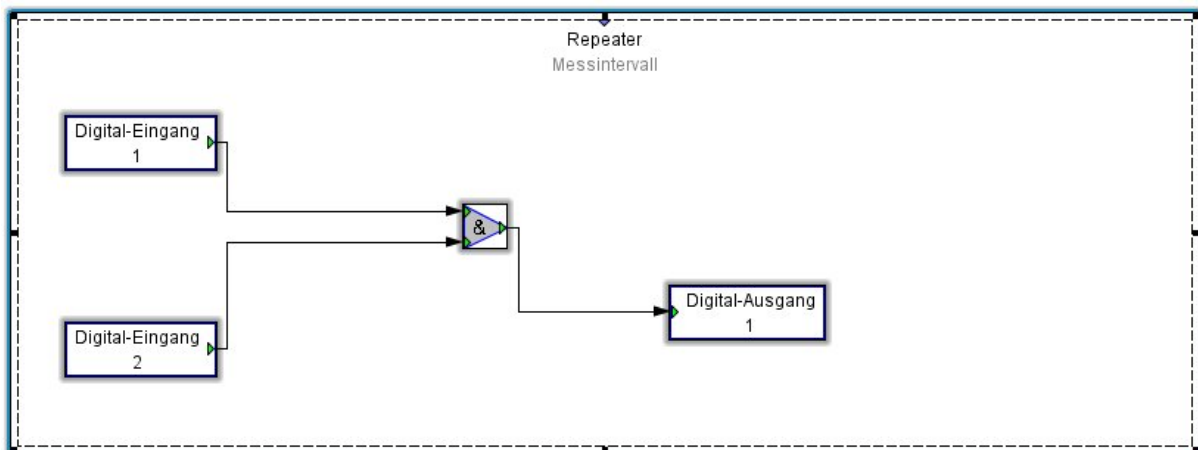 Repeater
Messintervall
Digital-Eingang
1
&
Digital-Ausgang
1
Digital-Eingang
2